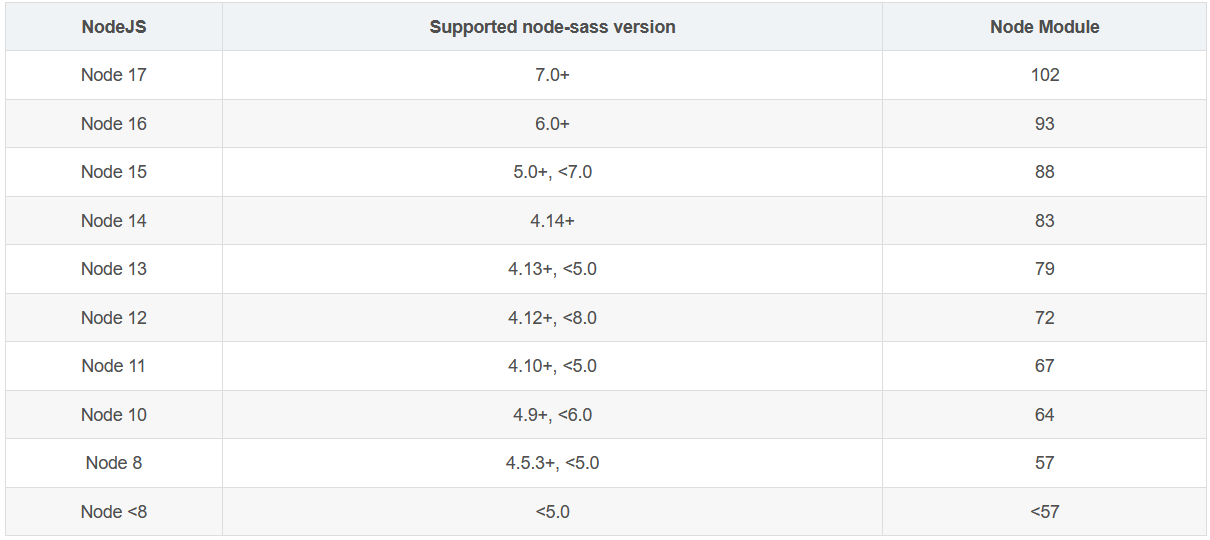 NodeJS Supported node-sass version Node Module
Node 17 7.0+ 102
Node 16 6.0+ 93
Node 15 5.0+, <7.0 88
Node 14 4.14+ 83
Node 13 4.13+, <5.0 79
Node 12 4.12+, <8.0 72
Node 11 4.10+, <5.0 67
Node 10 4.9+, <6.0 64
Node 8 4.5.3+, <5.0 57
Node <8 <5.0 <57